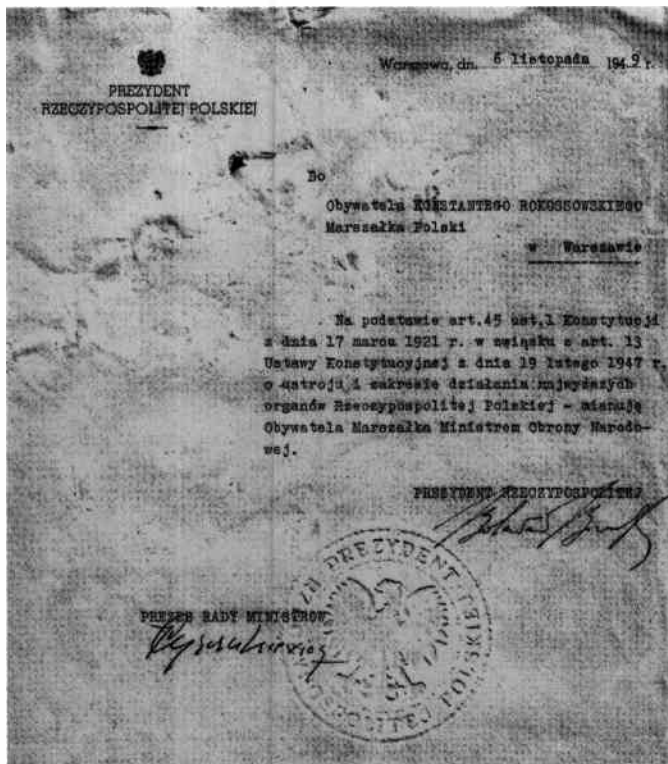 PREZYDENT
RZECZYPOSPOLITEJ POLSKIEJ
Warszawa, dn. 6 listopada 1949 r.
Do
Obywatela KONSTANTEGO ROKOSSOWSKIEGO
Marszałka Polski
w Warszawie
Na podstawie art.45 ust.1 Konstytucji
z dnia 17 marca 1921 r. w związku z art. 13
Ustawy Konstytucyjnej z dnia 19 lutego 1947 r.
o ustroju i zakresie działania najwyższych
organów Rzeczypospolitej Polskiej - mianuję
Obywatela Marszałka Ministrem Obrony Narodo-
wej.
PREZYDENT RZECZYPOSPOLITEJ
PREZES RADY MINISTRÓW
PREZYDENT RZECZYPOSPOLITEJ POLSKIEJ